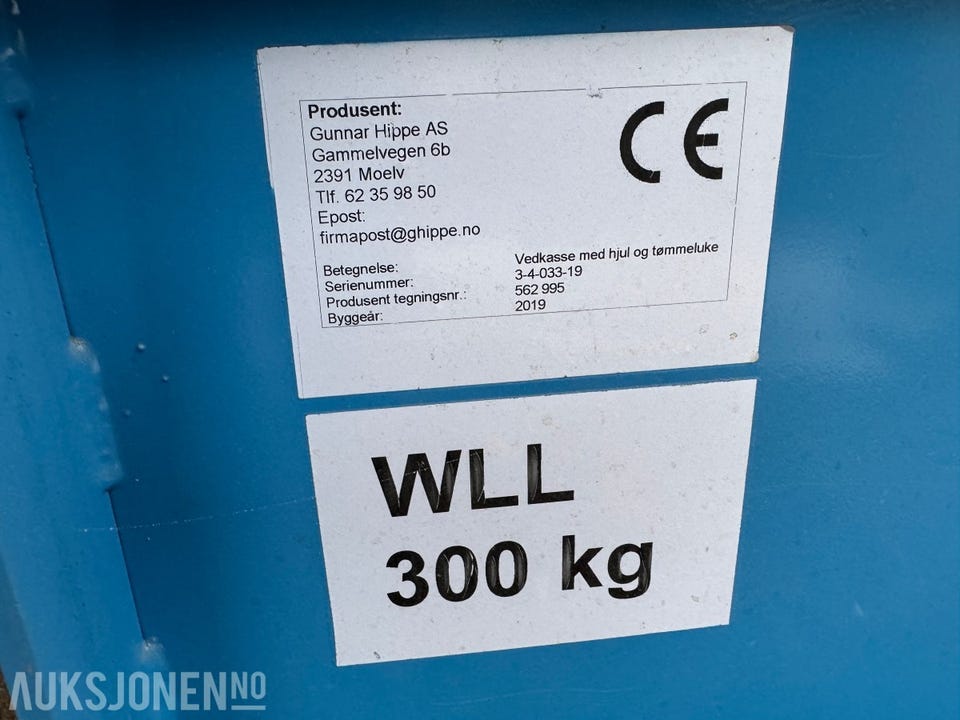 Produsent:
Gunnar Hippe AS
Gammelvegen 6b
2391 Moelv
Tlf. 62 35 98 50
Epost:
firmapost@ghippe.no
CE
Betegnelse: Vedkasse med hjul og tømmeluke
Serienummer: 3-4-033-19
Produsent tegningsnr.: 562 995
Byggeår: 2019
WLL
300 kg
AUKSJONEN NO